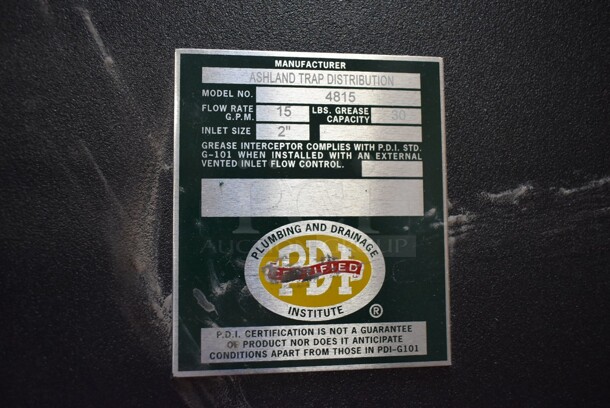 MANUFACTURER
ASHLAND TRAP DISTRIBUTION
MODEL NO. 4815
FLOW RATE G.P.M. 15 LBS. GREASE CAPACITY 30
INLET SIZE 2"
GREASE INTERCEPTOR COMPLIES WITH P.D.I. STD.
G-101 WHEN INSTALLED WITH AN EXTERNAL
VENTED INLET FLOW CONTROL.
PLUMBING AND DRAINAGE
PDI
CERTIFIED
INSTITUTE ®
P.D.I. CERTIFICATION IS NOT A GUARANTEE
OF PRODUCT NOR DOES IT ANTICIPATE
CONDITIONS APART FROM THOSE IN PDI-G101